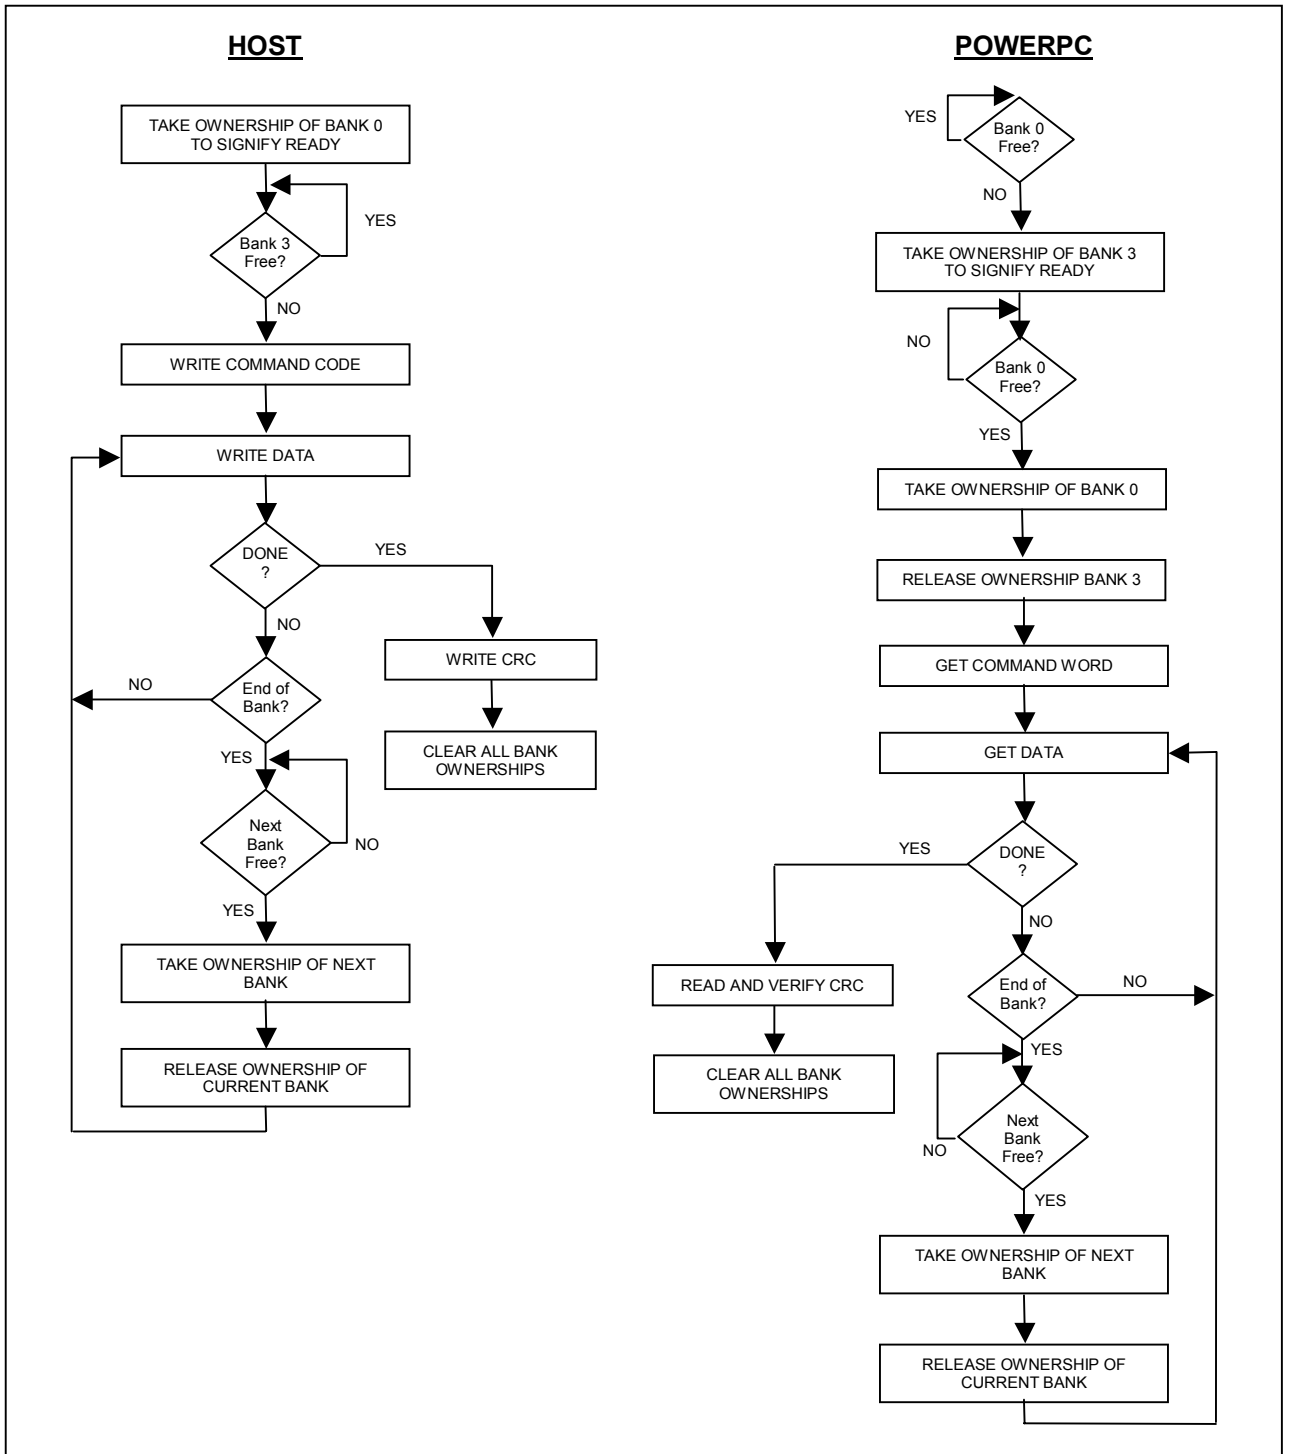 HOST
TAKE OWNERSHIP OF BANK 0
TO SIGNIFY READY
YES
Bank 3
Free?
NO
WRITE COMMAND CODE
WRITE DATA
DONE
?
YES
NO
WRITE CRC
End of
Bank?
NO
YES
CLEAR ALL BANK
OWNERSHIPS
Next
Bank
Free?
NO
YES
TAKE OWNERSHIP OF NEXT
BANK
RELEASE OWNERSHIP OF
CURRENT BANK
POWERPC
YES
Bank 0
Free?
NO
TAKE OWNERSHIP OF BANK 3
TO SIGNIFY READY
NO
Bank 0
Free?
YES
TAKE OWNERSHIP OF BANK 0
RELEASE OWNERSHIP BANK 3
GET COMMAND WORD
GET DATA
YES
DONE
?
NO
READ AND VERIFY CRC
End of
Bank?
NO
YES
CLEAR ALL BANK
OWNERSHIPS
Next
Bank
Free?
NO
YES
TAKE OWNERSHIP OF NEXT
BANK
RELEASE OWNERSHIP OF
CURRENT BANK